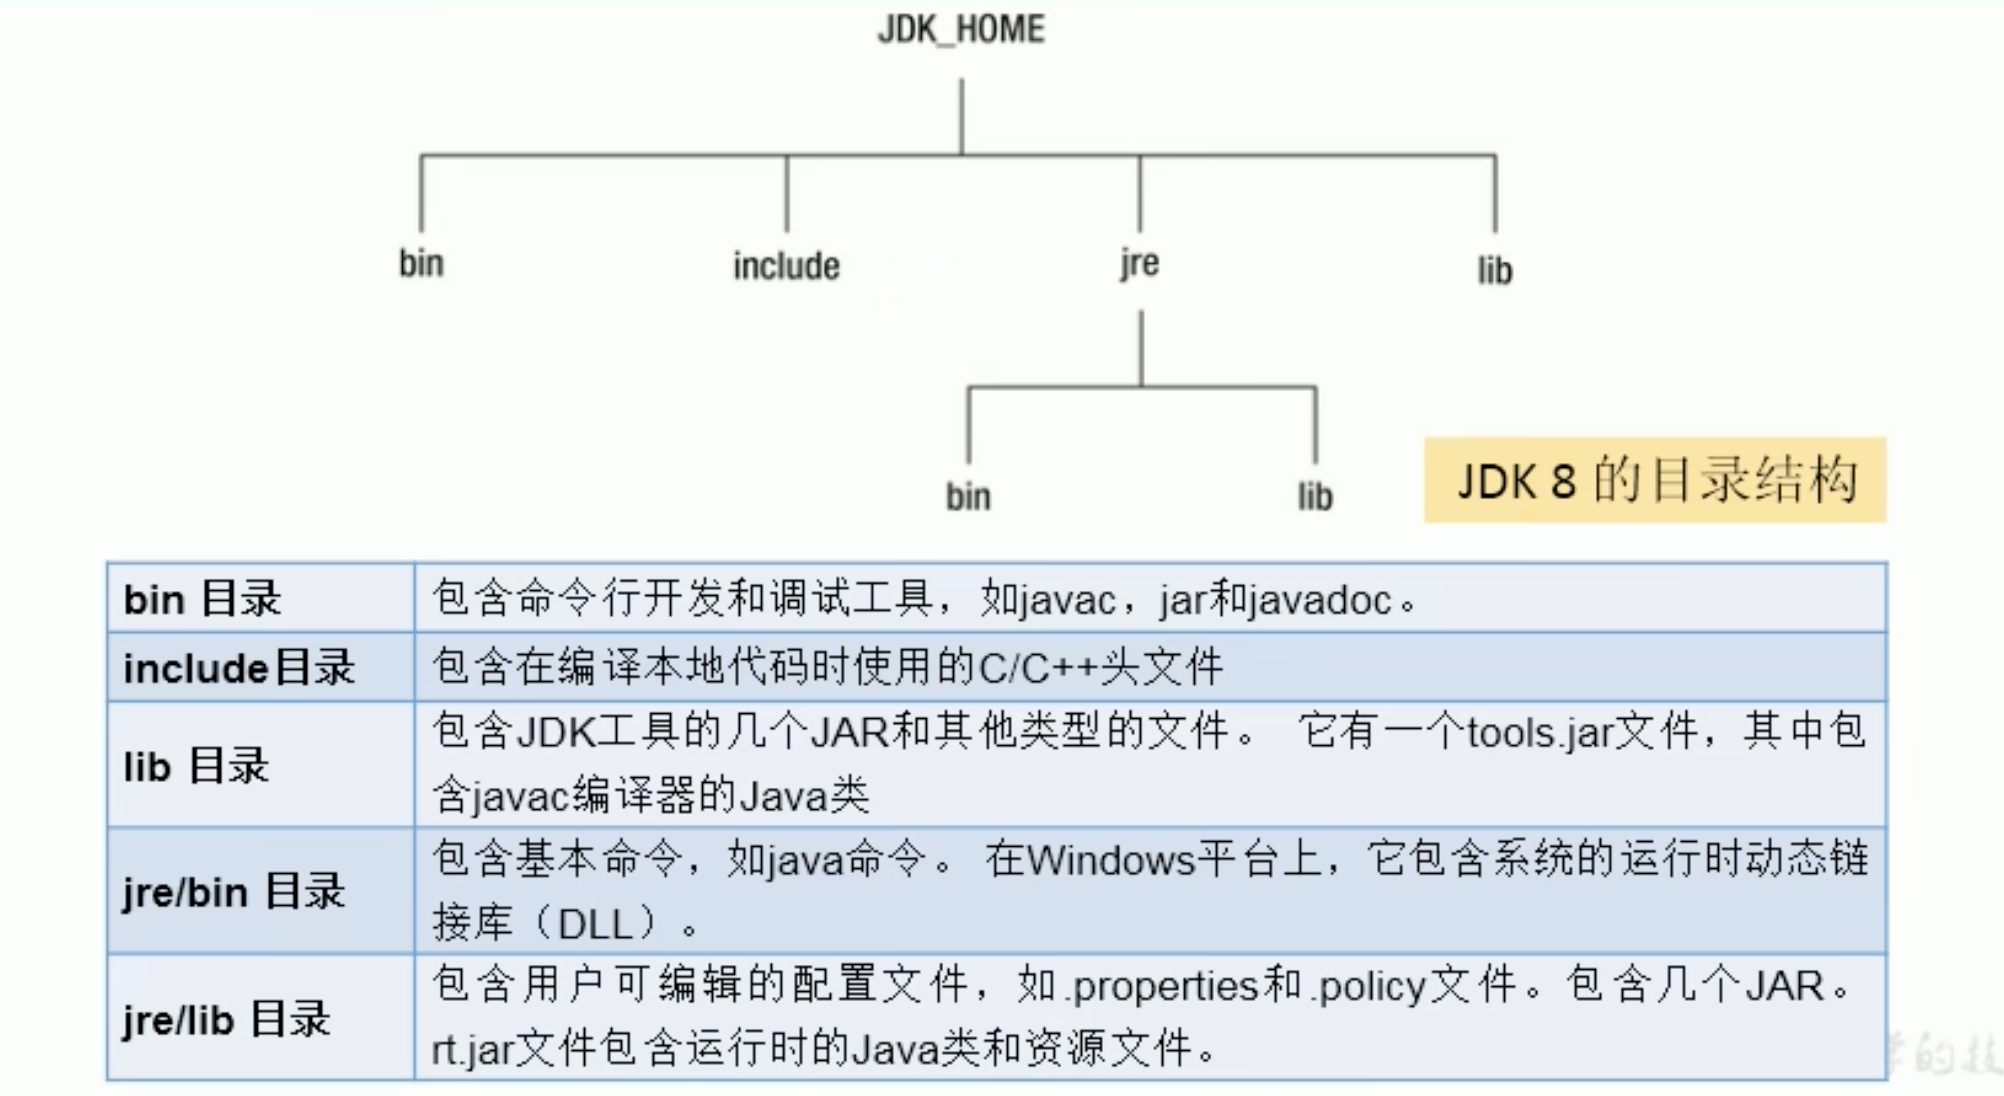 JDK_HOME
bin
include
jre
lib
bin
lib
JDK 8 的目录结构
bin 目录
包含命令行开发和调试工具，如javac，jar和javadoc。
include目录
包含在编译本地代码时使用的C/C++头文件
lib 目录
包含JDK工具的几个JAR和其他类型的文件。 它有一个tools.jar文件，其中包
含javac编译器的Java类
jre/bin 目录
包含基本命令，如java命令。 在Windows平台上，它包含系统的运行时动态链
接库（DLL）。
jre/lib 目录
包含用户可编辑的配置文件，如.properties和.policy文件。包含几个JAR。
rt.jar文件包含运行时的Java类和资源文件。
的技